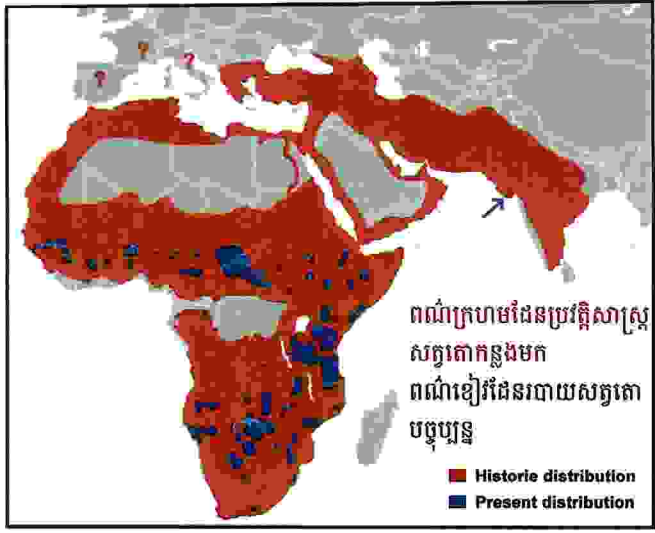 ? ? ?
ពណ៌ក្រហមដែនប្រវត្តិសាស្ត្រ
សត្វតោកន្លងមក
ពណ៌ខៀវដែនរបាយសត្វតោ
បច្ចុប្បន្ន
Historie distribution
Present distribution